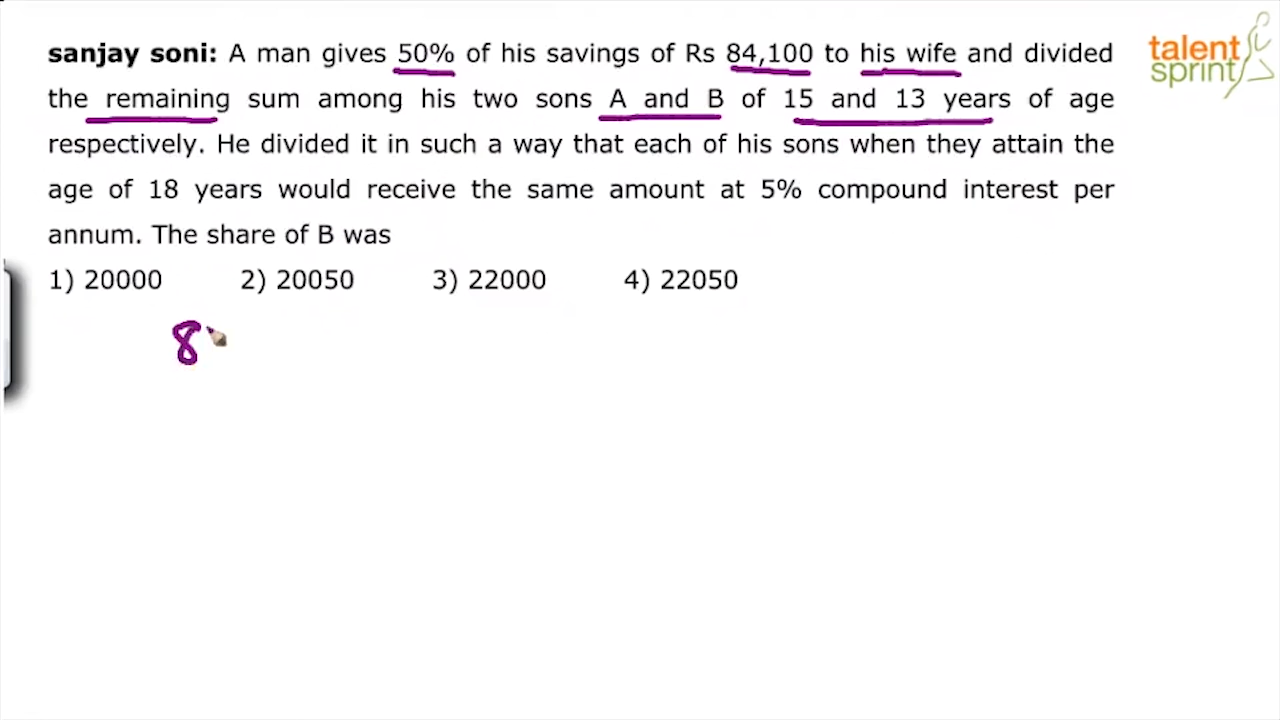 sanjay soni: A man gives 50% of his savings of Rs 84,100 to his wife and divided
the remaining sum among his two sons A and B of 15 and 13 years of age
respectively. He divided it in such a way that each of his sons when they attain the
age of 18 years would receive the same amount at 5% compound interest per
annum. The share of B was
1) 20000 2) 20050 3) 22000 4) 22050
8
talent
sprint